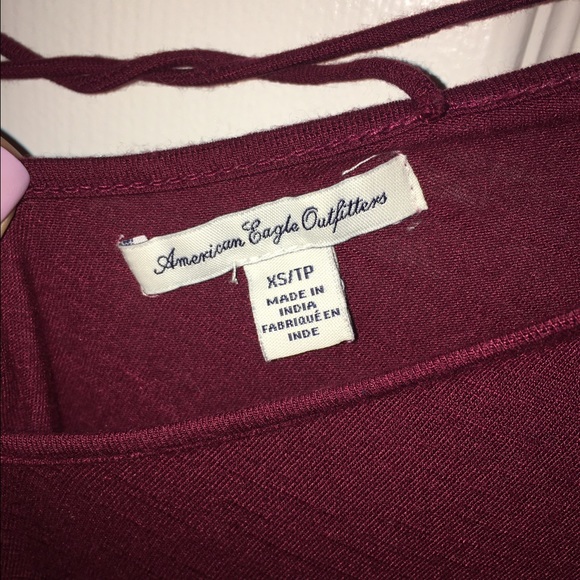 American Eagle Outfitters
XS/TP
MADE IN
INDIA
FABRIQUÉ EN
INDE